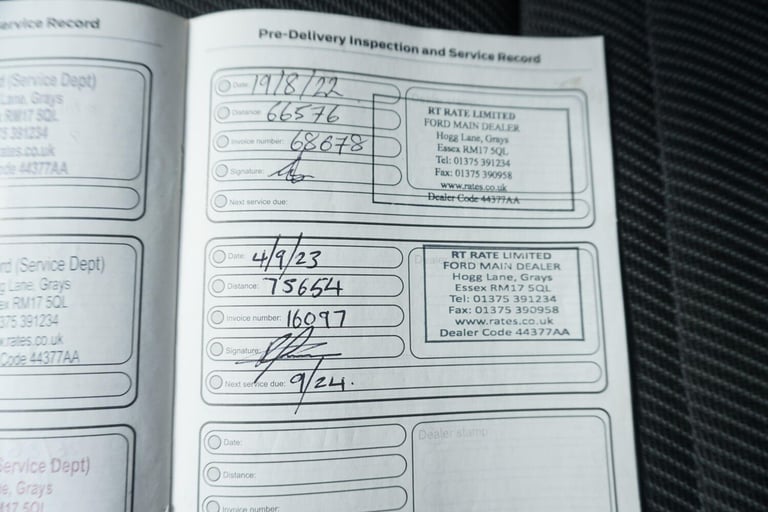 ervice Record
(Service Dept)
Lane, Grays
RM17 5QL
75 391234
ates.co.uk
de 44377AA
rd (Service Dept)
g Lane, Grays
ex RM17 5QL
375 391234
.rates.co.uk
Code 44377AA
Service Dept)
e, Grays
17 5QL
Pre-Delivery Inspection and Service Record
Date: 19/8/22
Distance: 66576
Invoice number: 68678
Signature:
Next service due:
RT RATE LIMITED
FORD MAIN DEALER
Hogg Lane, Grays
Essex RM17 5QL
Tel: 01375 391234
Fax: 01375 390958
www.rates.co.uk
Dealer Code 44377AA
Date: 4/9/23
Distance: 75654
Invoice number: 16097
Signature:
Next service due: 9/24.
RT RATE LIMITED
FORD MAIN DEALER
Hogg Lane, Grays
Essex RM17 5QL
Tel: 01375 391234
Fax: 01375 390958
www.rates.co.uk
Dealer Code 44377AA
Date:
Distance:
Invoice number:
Dealer stamp